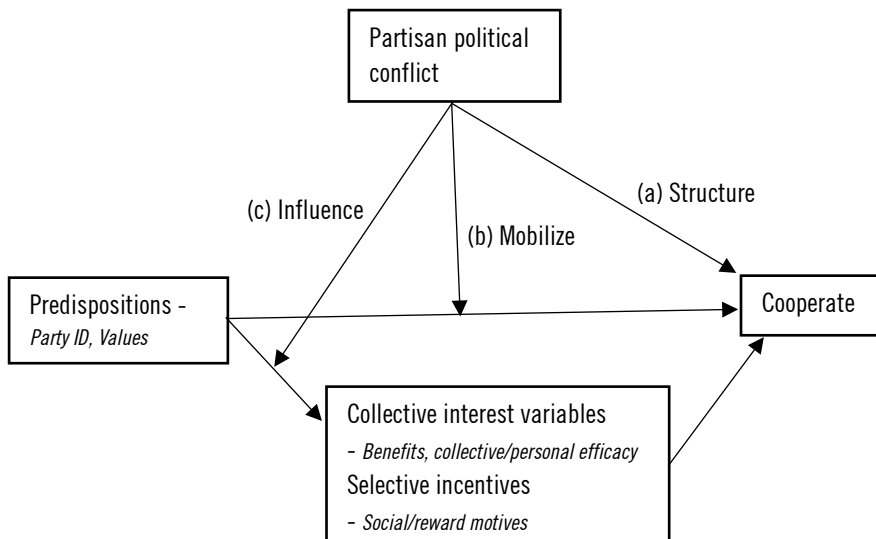 Partisan political
conflict
(a) Structure
(c) Influence
(b) Mobilize
Predispositions -
Party ID, Values
Cooperate
Collective interest variables
- Benefits, collective/personal efficacy
Selective incentives
- Social/reward motives